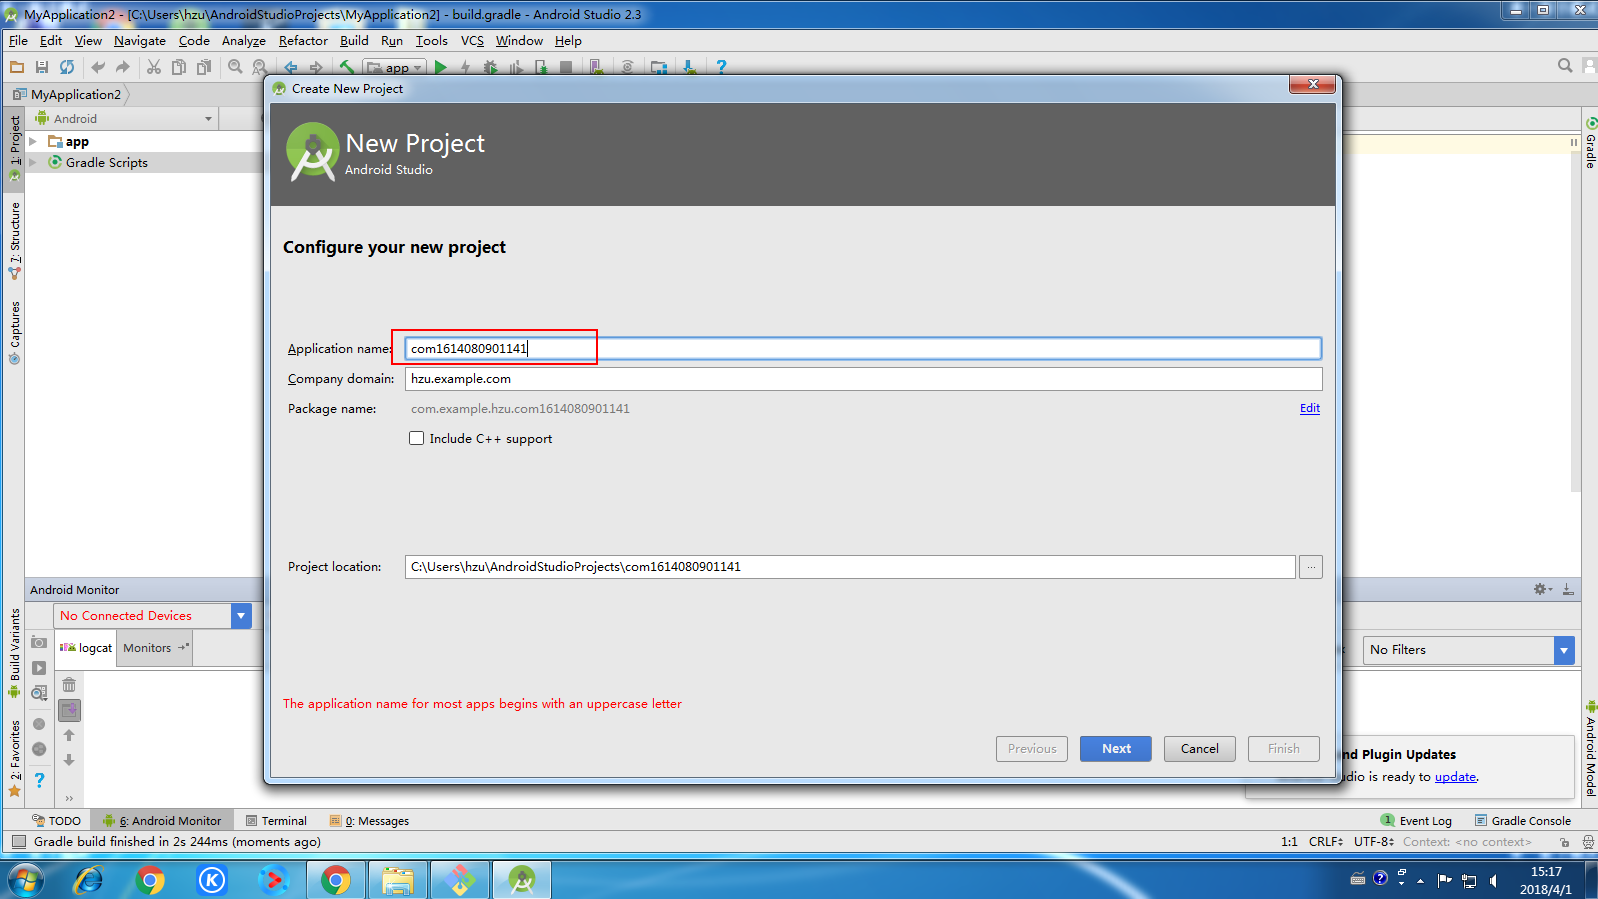 MyApplication2 - [C:\Users\hzu\AndroidStudioProjects\MyApplication2] - build.gradle - Android Studio 2.3
File Edit View Navigate Code Analyze Refactor Build Run Tools VCS Window Help
app
MyApplication2
Create New Project
1: Project
7: Structure
Captures
Build Variants
2: Favorites
Android
app
Gradle Scripts
New Project
Android Studio
Configure your new project
Application name: com1614080901141
Company domain: hzu.example.com
Package name: com.example.hzu.com1614080901141 Edit
Include C++ support
Project location: C:\Users\hzu\AndroidStudioProjects\com1614080901141 ...
The application name for most apps begins with an uppercase letter
Previous Next Cancel Finish
Gradle
Android Model
Android Monitor
No Connected Devices
logcat Monitors
No Filters
nd Plugin Updates
dio is ready to update.
TODO 6: Android Monitor Terminal 0: Messages 1 Event Log Gradle Console
Gradle build finished in 2s 244ms (moments ago) 1:1 CRLF UTF-8 Context: <no context>
15:17
2018/4/1